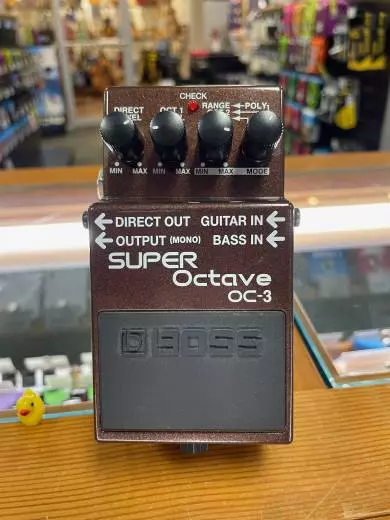 CHECK
DIRECT OCT 1 RANGE POLY
MIN MAX MIN MAX MIN MAX MODE
DIRECT OUT GUITAR IN
OUTPUT (MONO) BASS IN
SUPER
Octave
OC-3
BOSS